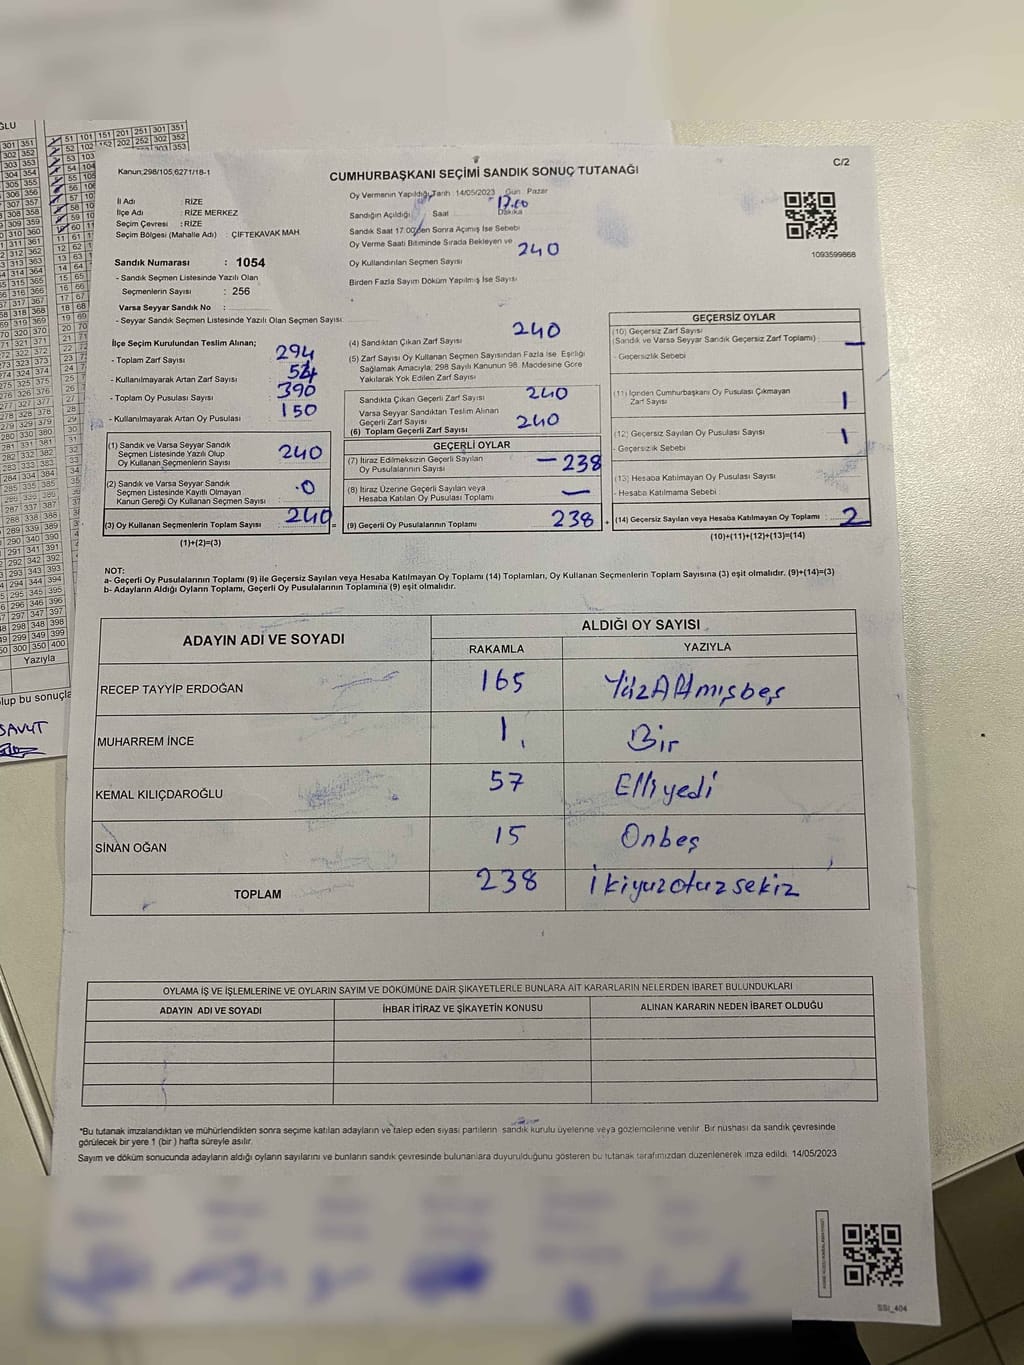 C/2
Kanun,298/105,6271/18-1
CUMHURBAŞKANI SEÇİMİ SANDIK SONUÇ TUTANAĞI
İl Adı : RİZE
İlçe Adı : RİZE MERKEZ
Seçim Çevresi : RİZE
Seçim Bölgesi (Mahalle Adı) : ÇİFTEKAVAK MAH
Sandık Numarası : 1054
- Sandık Seçmen Listesinde Yazılı Olan
Seçmenlerin Sayısı : 256
Varsa Seyyar Sandık No :
- Seyyar Sandık Seçmen Listesinde Yazılı Olan Seçmen Sayısı:
Oy Vermenin Yapıldığı Tarih 14/05/2023 Gün Pazar
Sandığın Açıldığı Saat 17.00 Dakika
Sandık Saat 17:00'den Sonra Açımış İse Sebebi
Oy Verme Saati Bitiminde Sırada Bekleyen ve
Oy Kullandırılan Seçmen Sayısı 240
Birden Fazla Sayım Döküm Yapılmış İse Sayısı
1093599868
İlçe Seçim Kurulundan Teslim Alınan;
- Toplam Zarf Sayısı 294
- Kullanılmayarak Artan Zarf Sayısı 54
- Toplam Oy Pusulası Sayısı 390
- Kullanılmayarak Artan Oy Pusulası 150
(1) Sandık ve Varsa Seyyar Sandık
Seçmen Listesinde Yazılı Olup
Oy Kullanan Seçmenlerin Sayısı 240
(2) Sandık ve Varsa Seyyar Sandık
Seçmen Listesinde Kayıtlı Olmayan
Kanun Gereği Oy Kullanan Seçmen Sayısı 0
(3) Oy Kullanan Seçmenlerin Toplam Sayısı 240 =
(1)+(2)=(3)
(4) Sandıktan Çıkan Zarf Sayısı 240
(5) Zarf Sayısı Oy Kullanan Seçmen Sayısından Fazla İse, Eşitliği
Sağlamak Amacıyla; 298 Sayılı Kanunun 98. Maddesine Göre
Yakılarak Yok Edilen Zarf Sayısı
Sandıkta Çıkan Geçerli Zarf Sayısı 240
Varsa Seyyar Sandıktan Teslim Alınan
Geçerli Zarf Sayısı
(6) Toplam Geçerli Zarf Sayısı 240
GEÇERLİ OYLAR
(7) İtiraz Edilmeksizin Geçerli Sayılan
Oy Pusulalarının Sayısı – 238
(8) İtiraz Üzerine Geçerli Sayılan veya
Hesaba Katılan Oy Pusulası Toplamı —
(9) Geçerli Oy Pusulalarının Toplamı 238 +
GEÇERSİZ OYLAR
(10) Geçersiz Zarf Sayısı
(Sandık ve Varsa Seyyar Sandık Geçersiz Zarf Toplamı) : —
- Geçersizlik Sebebi
(11) İçinden Cumhurbaşkanı Oy Pusulası Çıkmayan
Zarf Sayısı 1
(12) Geçersiz Sayılan Oy Pusulası Sayısı 1
- Geçersizlik Sebebi
(13) Hesaba Katılmayan Oy Pusulası Sayısı
- Hesaba Katılmama Sebebi
(14) Geçersiz Sayılan veya Hesaba Katılmayan Oy Toplamı : 2
(10)+(11)+(12)+(13)=(14)
NOT:
a- Geçerli Oy Pusulalarının Toplamı (9) ile Geçersiz Sayılan veya Hesaba Katılmayan Oy Toplamı (14) Toplamları, Oy Kullanan Seçmenlerin Toplam Sayısına (3) eşit olmalıdır. (9)+(14)=(3)
b- Adayların Aldığı Oyların Toplamı, Geçerli Oy Pusulalarının Toplamına (9) eşit olmalıdır.
ADAYIN ADI VE SOYADI
ALDIĞI OY SAYISI
RAKAMLA YAZIYLA
RECEP TAYYİP ERDOĞAN 165 YüzAltmışbeş
MUHARREM İNCE 1 Bir
KEMAL KILIÇDAROĞLU 57 Elliyedi
SİNAN OĞAN 15 Onbeş
TOPLAM 238 ikiyuzotuzsekiz
OYLAMA İŞ VE İŞLEMLERİNE VE OYLARIN SAYIM VE DÖKÜMÜNE DAİR ŞİKAYETLERLE BUNLARA AİT KARARLARIN NELERDEN İBARET BULUNDUKLARI
ADAYIN ADI VE SOYADI İHBAR İTİRAZ VE ŞİKAYETİN KONUSU ALINAN KARARIN NEDEN İBARET OLDUĞU
*Bu tutanak imzalandıktan ve mühürlendikten sonra seçime katılan adayların ve talep eden siyasi partilerin sandık kurulu üyelerine veya gözlemcilerine verilir. Bir nüshası da sandık çevresinde
görülecek bir yere 1 (bir ) hafta süreyle asılır.
Sayım ve döküm sonucunda adayların aldığı oyların sayılarını ve bunların sandık çevresinde bulunanlara duyurulduğunu gösteren bu tutanak tarafımızdan düzenlenerek imza edildi. 14/05/2023
SSI_404
Yazıyla
olup bu sonuçla
SAVUT